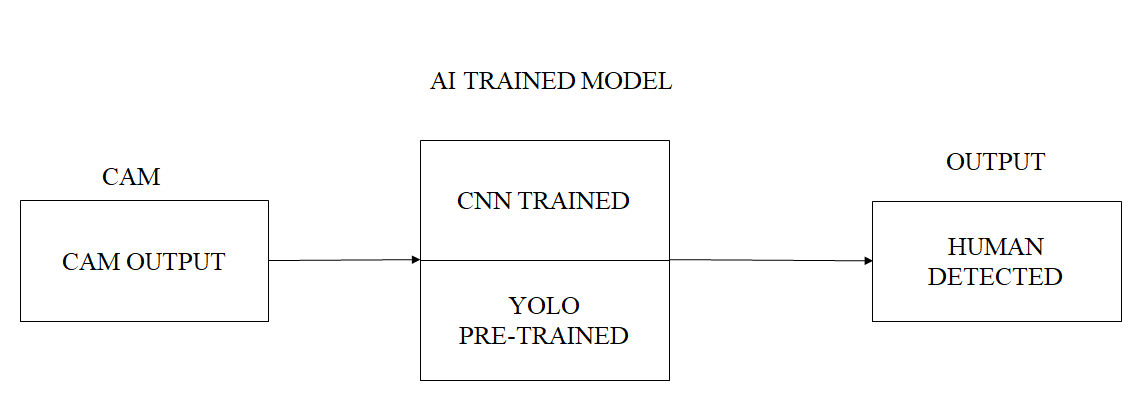 AI TRAINED MODEL
CAM
OUTPUT
CNN TRAINED
CAM OUTPUT
HUMAN
DETECTED
YOLO
PRE-TRAINED